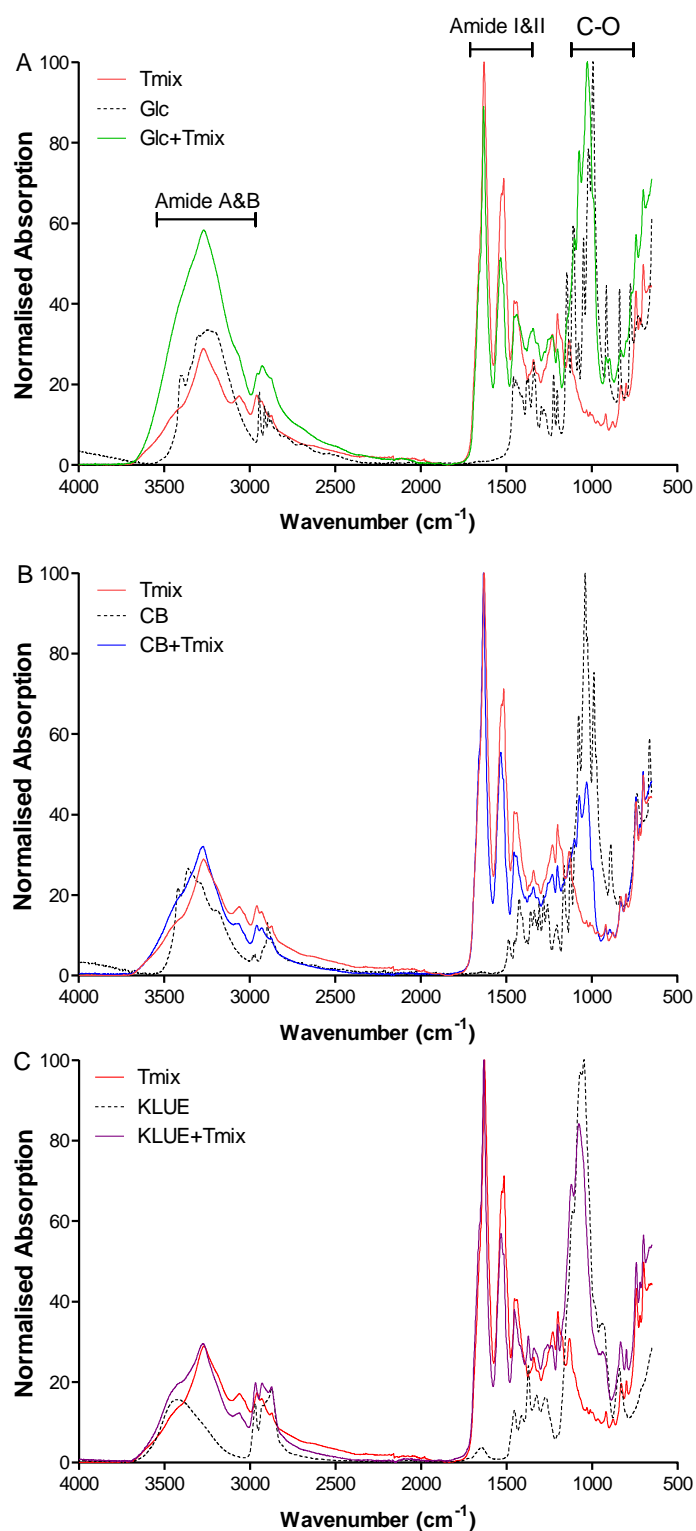 Amide I&II
C-O
A
Tmix
Glc
Glc+Tmix
Amide A&B
100
80
60
40
20
0
Normalised Absorption
4000 3500 3000 2500 2000 1500 1000 500
Wavenumber (cm⁻¹)
B
Tmix
CB
CB+Tmix
100
80
60
40
20
0
Normalised Absorption
4000 3500 3000 2500 2000 1500 1000 500
Wavenumber (cm⁻¹)
C
Tmix
KLUE
KLUE+Tmix
100
80
60
40
20
0
Normalised Absorption
4000 3500 3000 2500 2000 1500 1000 500
Wavenumber (cm⁻¹)